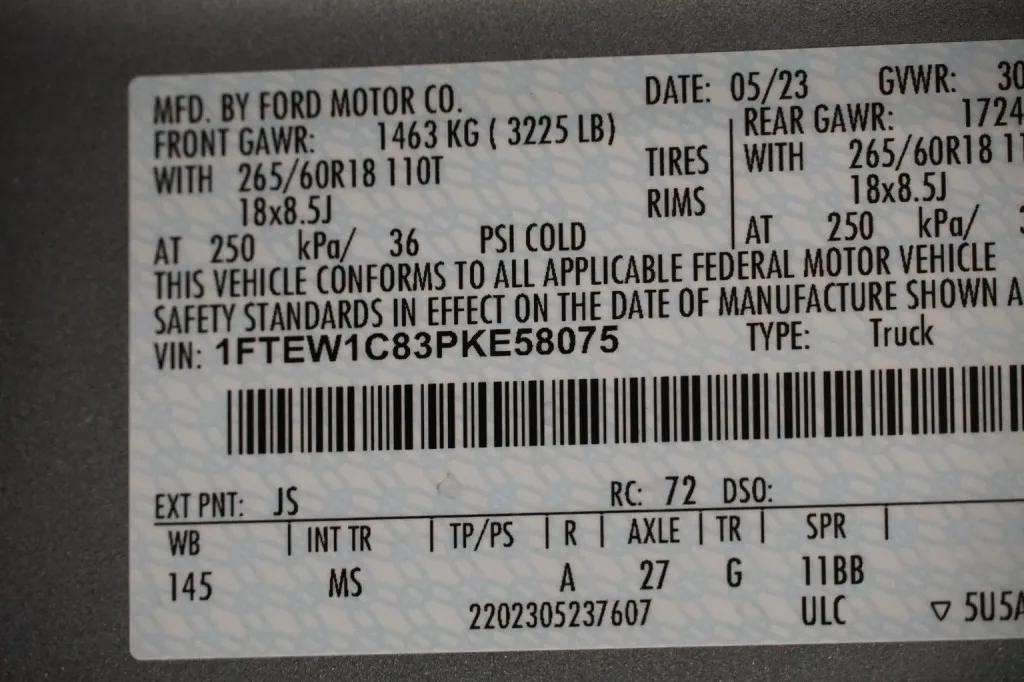 MFD. BY FORD MOTOR CO. DATE: 05/23 GVWR: 30
FRONT GAWR: 1463 KG ( 3225 LB) REAR GAWR: 1724
WITH 265/60R18 110T TIRES WITH 265/60R18 11
18x8.5J RIMS 18x8.5J
AT 250 kPa/ 36 PSI COLD AT 250 kPa/
THIS VEHICLE CONFORMS TO ALL APPLICABLE FEDERAL MOTOR VEHICLE
SAFETY STANDARDS IN EFFECT ON THE DATE OF MANUFACTURE SHOWN A
VIN: 1FTEW1C83PKE58075 TYPE: Truck
EXT PNT: JS RC: 72 DSO:
WB | INT TR | TP/PS | R | AXLE | TR | SPR |
145 MS A 27 G 11BB
2202305237607 ULC ▽ 5U5A